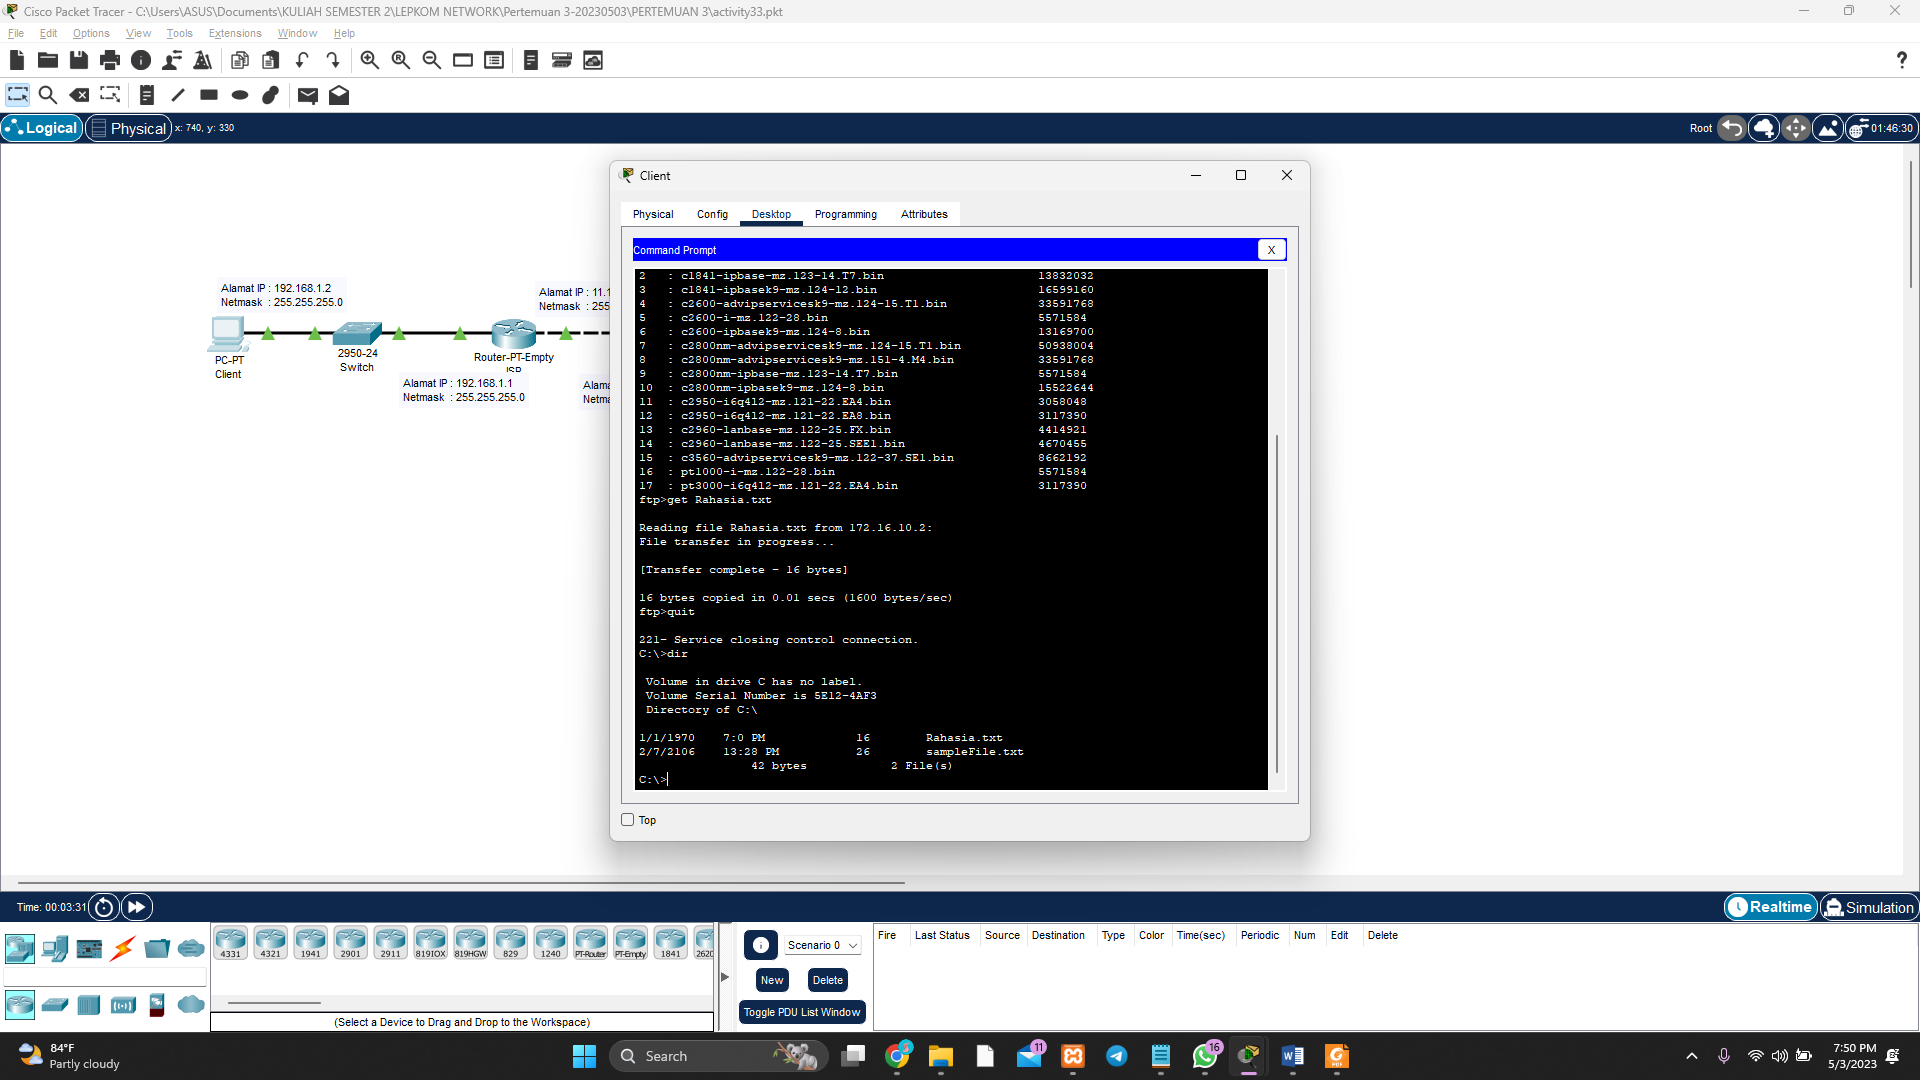 Cisco Packet Tracer - C:\Users\ASUS\Documents\KULIAH SEMESTER 2\LEPKOM NETWORK\Pertemuan 3-20230503\PERTEMUAN 3\activity33.pkt
File Edit Options View Tools Extensions Window Help
?
Logical Physical x: 740, y: 330 Root 01:46:30
Client
Physical Config Desktop Programming Attributes
Command Prompt X
2 : c1841-ipbase-mz.123-14.T7.bin 13832032
3 : c1841-ipbasek9-mz.124-12.bin 16599160
4 : c2600-advipservicesk9-mz.124-15.T1.bin 33591768
5 : c2600-i-mz.122-28.bin 5571584
6 : c2600-ipbasek9-mz.124-8.bin 13169700
7 : c2800nm-advipservicesk9-mz.124-15.T1.bin 50938004
8 : c2800nm-advipservicesk9-mz.151-4.M4.bin 33591768
9 : c2800nm-ipbase-mz.123-14.T7.bin 5571584
10 : c2800nm-ipbasek9-mz.124-8.bin 15522644
11 : c2950-i6q4l2-mz.121-22.EA4.bin 3058048
12 : c2950-i6q4l2-mz.121-22.EA8.bin 3117390
13 : c2960-lanbase-mz.122-25.FX.bin 4414921
14 : c2960-lanbase-mz.122-25.SEE1.bin 4670455
15 : c3560-advipservicesk9-mz.122-37.SE1.bin 8662192
16 : pt1000-i-mz.122-28.bin 5571584
17 : pt3000-i6q4l2-mz.121-22.EA4.bin 3117390
ftp>get Rahasia.txt
Reading file Rahasia.txt from 172.16.10.2:
File transfer in progress...
[Transfer complete - 16 bytes]
16 bytes copied in 0.01 secs (1600 bytes/sec)
ftp>quit
221- Service closing control connection.
C:\>dir
Volume in drive C has no label.
Volume Serial Number is 5E12-4AF3
Directory of C:\
1/1/1970 7:0 PM 16 Rahasia.txt
2/7/2106 13:28 PM 26 sampleFile.txt
42 bytes 2 File(s)
C:\>
Top
Alamat IP : 192.168.1.2
Netmask : 255.255.255.0
PC-PT
Client
2950-24
Switch
Alamat IP : 192.168.1.1
Netmask : 255.255.255.0
Alamat IP : 11.1
Netmask : 255
Router-PT-Empty
ISP
Alama
Netma
Time: 00:03:31 Realtime Simulation
4331 4321 1941 2901 2911 819IOX 819HGW 829 1240 PT-Router PT-Empty 1841 2620
(Select a Device to Drag and Drop to the Workspace)
Scenario 0
New Delete
Toggle PDU List Window
Fire Last Status Source Destination Type Color Time(sec) Periodic Num Edit Delete
84°F
Partly cloudy
Search
11
16
7:50 PM
5/3/2023